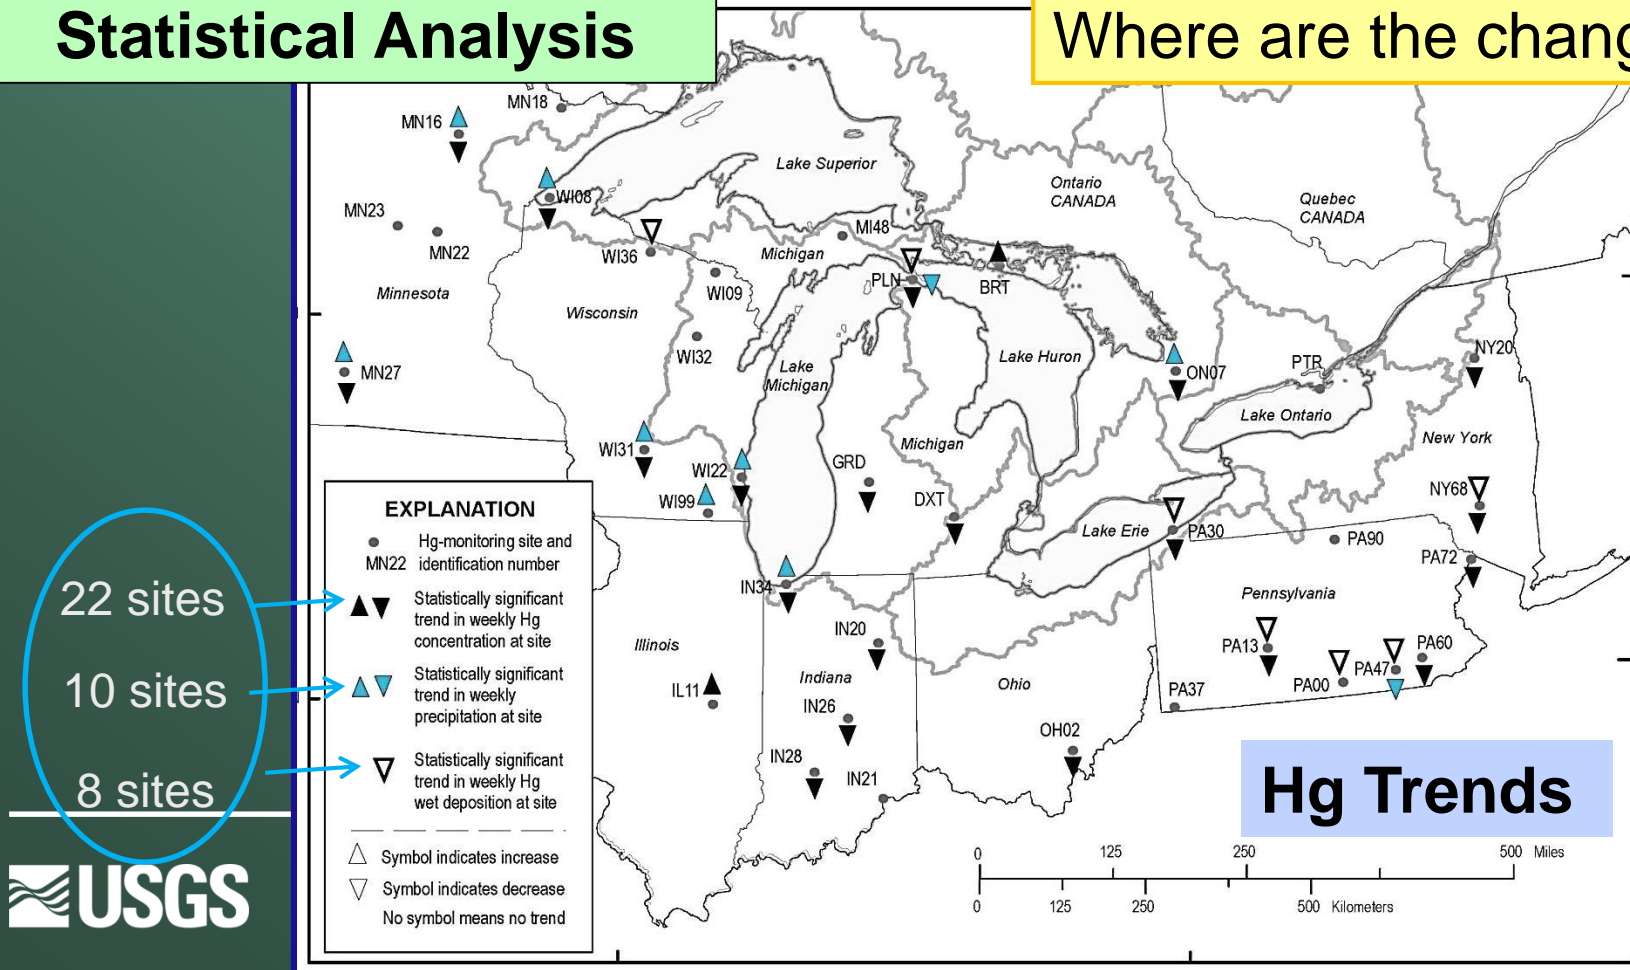 Statistical Analysis
Where are the chang
MN18
MN16
Lake Superior
Ontario
CANADA
Quebec
CANADA
WI08
MN23
MN22
MI48
WI36
Michigan
PLN
BRT
WI09
Minnesota
Wisconsin
WI32
Lake
Michigan
Lake Huron
ON07
PTR
NY20
MN27
Lake Ontario
New York
Michigan
WI31
WI22
GRD
DXT
WI99
NY68
Lake Erie
PA30
PA90
PA72
IN34
Pennsylvania
IN20
Illinois
Indiana
Ohio
PA13
PA00
PA47
PA60
PA37
IL11
IN26
OH02
IN28
IN21
EXPLANATION
Hg-monitoring site and
MN22 identification number
Statistically significant
trend in weekly Hg
concentration at site
Statistically significant
trend in weekly
precipitation at site
Statistically significant
trend in weekly Hg
wet deposition at site
Symbol indicates increase
Symbol indicates decrease
No symbol means no trend
22 sites
10 sites
8 sites
USGS
Hg Trends
0 125 250 500 Miles
0 125 250 500 Kilometers